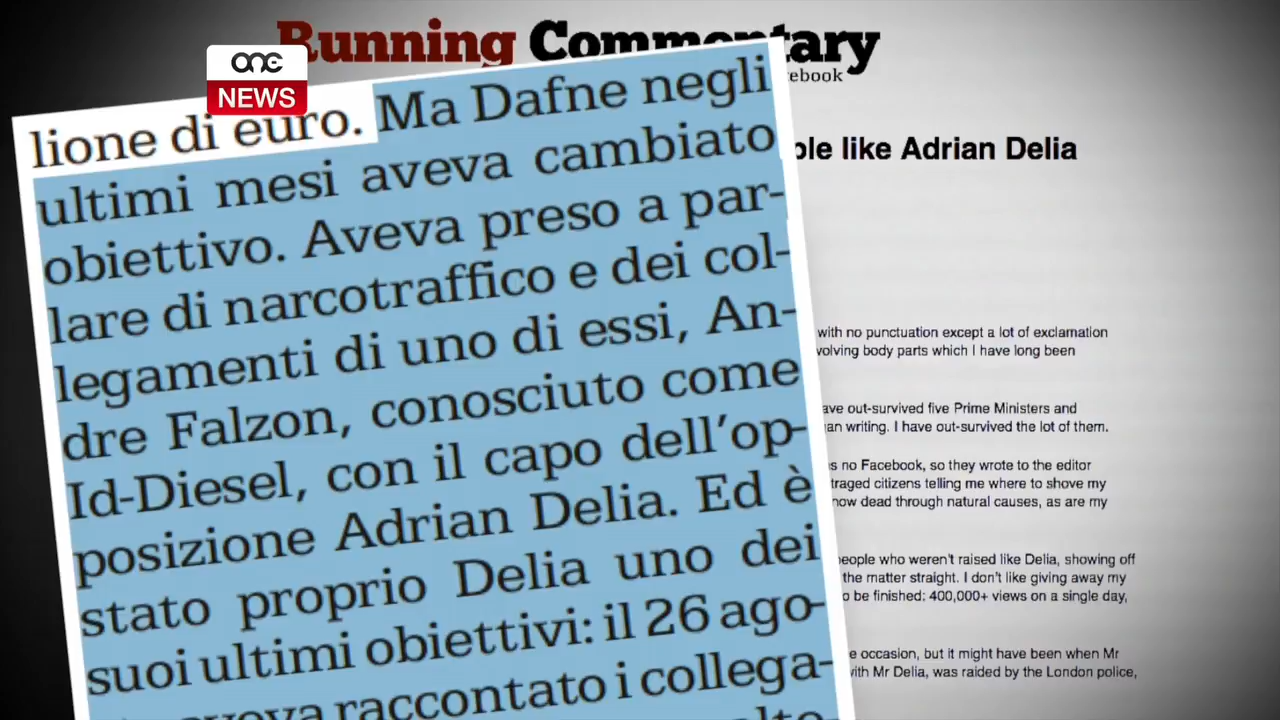 Running Commentary
one
NEWS
ebook
ple like Adrian Delia
lione di euro. Ma Dafne negli
ultimi mesi aveva cambiato
obiettivo. Aveva preso a par-
lare di narcotraffico e dei col-
legamenti di uno di essi, An-
dre Falzon, conosciuto come
Id-Diesel, con il capo dell'op-
posizione Adrian Delia. Ed è
stato proprio Delia uno dei
suoi ultimi obiettivi: il 26 ago-
aveva raccontato i collega-
with no punctuation except a lot of exclamation
volving body parts which I have long been
ave out-survived five Prime Ministers and
an writing. I have out-survived the lot of them.
s no Facebook, so they wrote to the editor
traged citizens telling me where to shove my
now dead through natural causes, as are my
people who weren't raised like Delia, showing off
the matter straight. I don't like giving away my
o be finished: 400,000+ views on a single day,
e occasion, but it might have been when Mr
with Mr Delia, was raided by the London police,